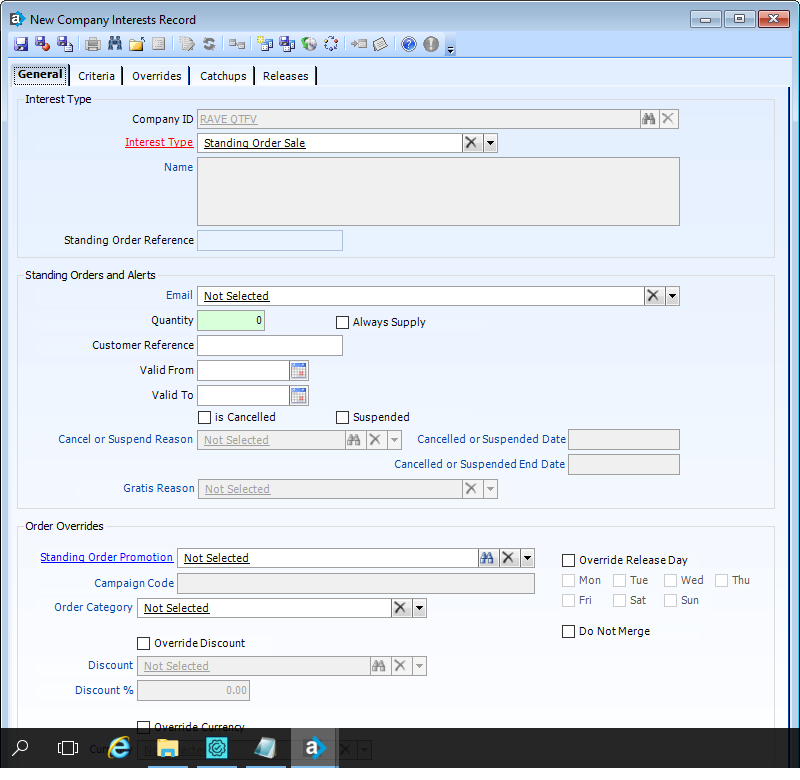 New Company Interests Record
General Criteria Overrides Catchups Releases
Interest Type
Company ID RAVE QTFV
Interest Type Standing Order Sale
Name
Standing Order Reference
Standing Orders and Alerts
Email Not Selected
Quantity 0 Always Supply
Customer Reference
Valid From
Valid To
is Cancelled Suspended
Cancel or Suspend Reason Not Selected Cancelled or Suspended Date
Cancelled or Suspended End Date
Gratis Reason Not Selected
Order Overrides
Standing Order Promotion Not Selected Override Release Day
Campaign Code Mon Tue Wed Thu
Order Category Not Selected Fri Sat Sun
Do Not Merge
Override Discount
Discount Not Selected
Discount % 0.00
Override Currency